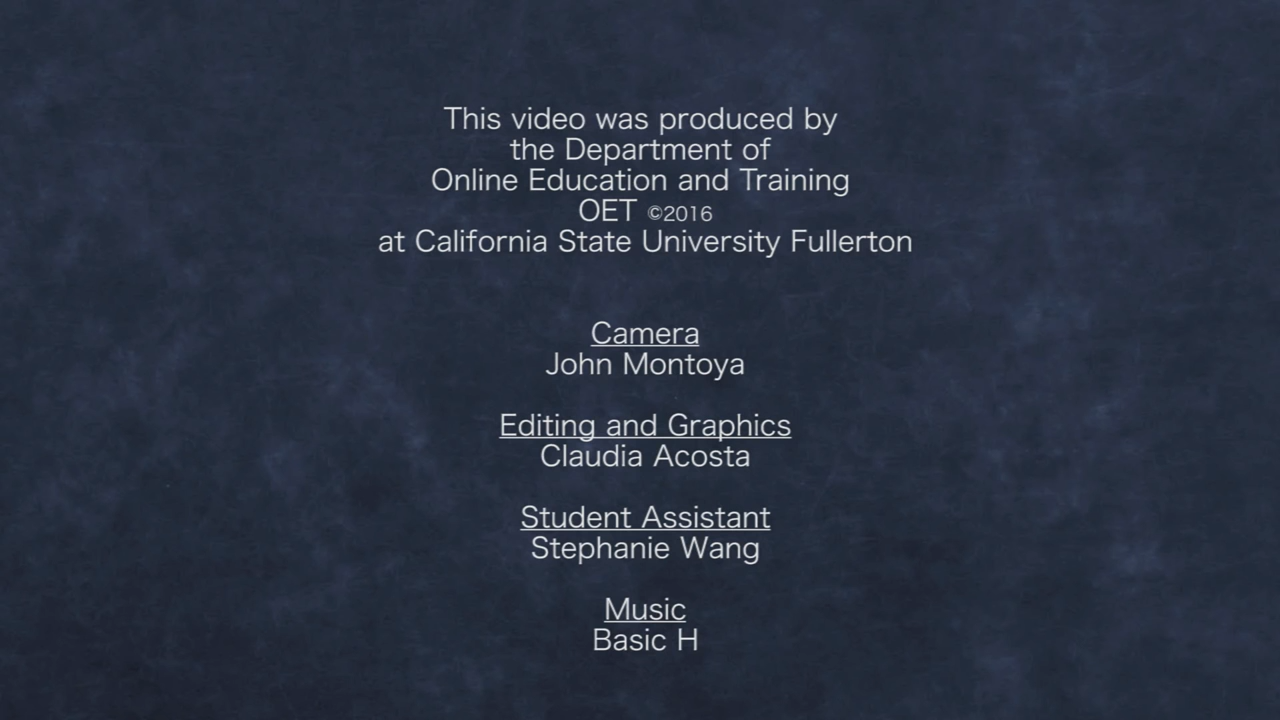 This video was produced by
the Department of
Online Education and Training
OET ©2016
at California State University Fullerton
Camera
John Montoya
Editing and Graphics
Claudia Acosta
Student Assistant
Stephanie Wang
Music
Basic H